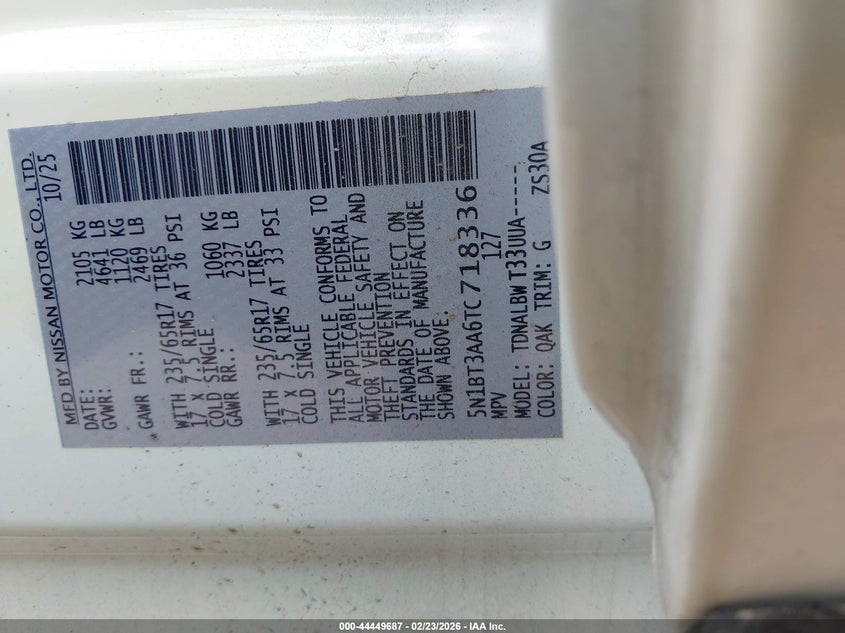 MFD BY NISSAN MOTOR CO., LTD.
DATE: 10/25
GVWR: 2105 KG
4641 LB
GAWR FR.: 1120 KG
2469 LB
WITH 235/65R17 TIRES
17 X 7.5 RIMS AT 36 PSI
COLD SINGLE
GAWR RR.: 1060 KG
2337 LB
WITH 235/65R17 TIRES
17 X 7.5 RIMS AT 33 PSI
COLD SINGLE
THIS VEHICLE CONFORMS TO
ALL APPLICABLE FEDERAL
MOTOR VEHICLE SAFETY AND
THEFT PREVENTION
STANDARDS IN EFFECT ON
THE DATE OF MANUFACTURE
SHOWN ABOVE.
5N1BT3AA6TC718336
MPV 127
MODEL: TDNALBW T33UUA-----
COLOR: QAK TRIM: G ZS30A
000-44449687 - 02/23/2026 - IAA Inc.